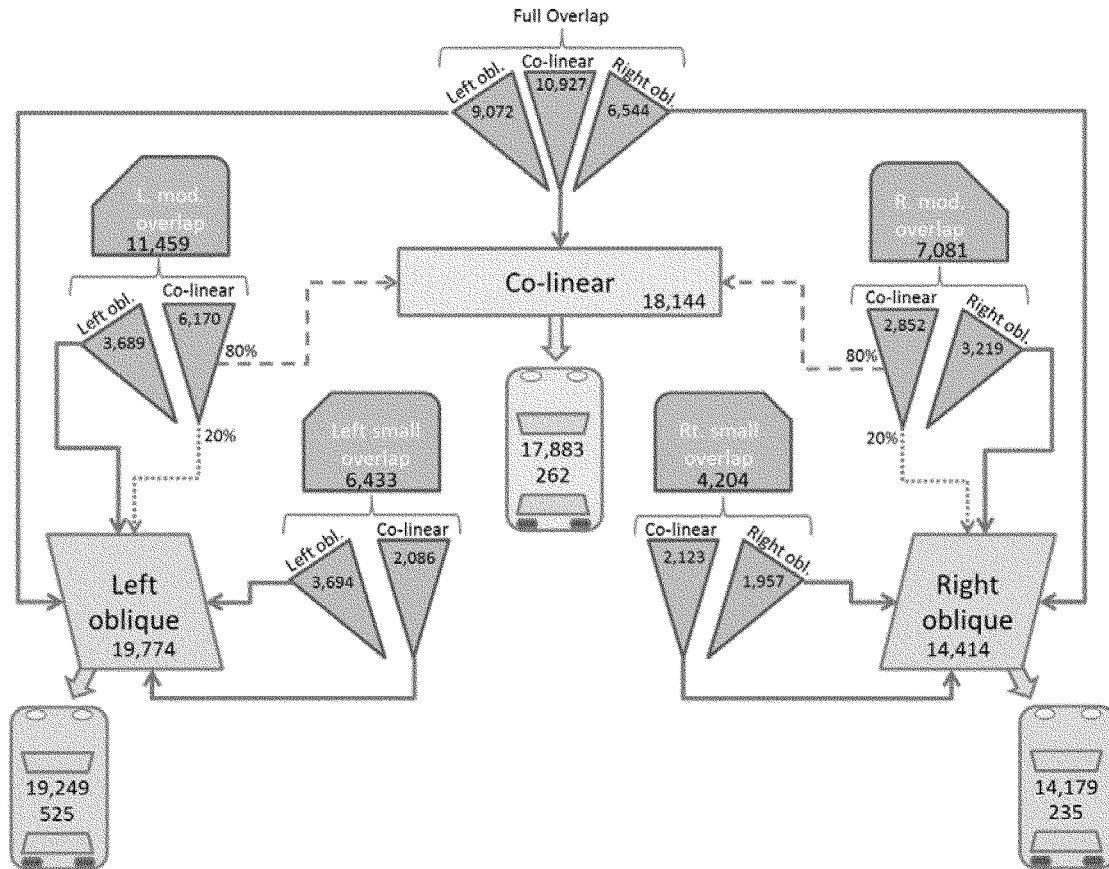 Full Overlap
Left obl.
Co-linear
Right obl.
9,072
10,927
6,544
L. mod.
overlap
11,459
R. mod.
overlap
7,081
Co-linear
18,144
Left obl.
Co-linear
3,689
6,170
80%
20%
Co-linear
Right obl.
2,852
3,219
80%
20%
17,883
262
Left small
overlap
6,433
Rt. small
overlap
4,204
Left obl.
Co-linear
3,694
2,086
Co-linear
Right obl.
2,123
1,957
Left
oblique
19,774
Right
oblique
14,414
19,249
525
14,179
235